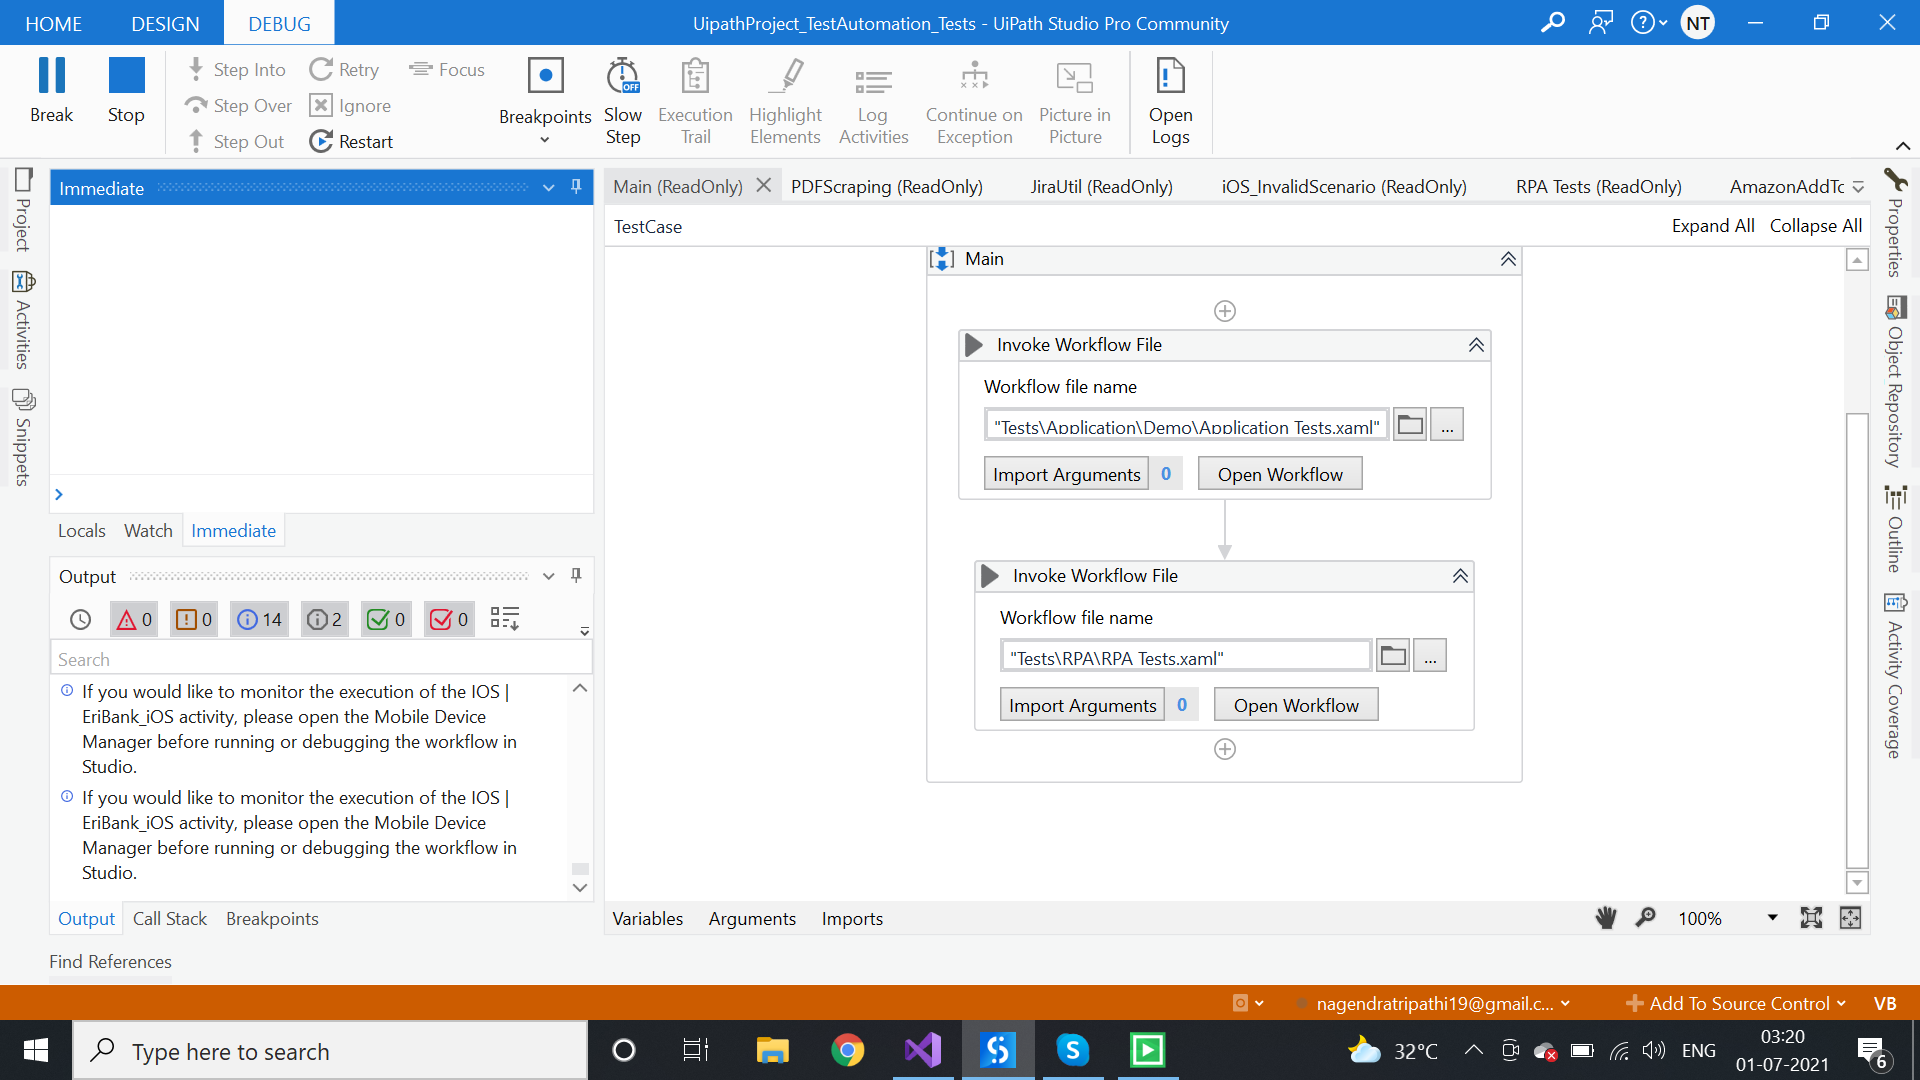 HOME DESIGN DEBUG
UipathProject_TestAutomation_Tests - UiPath Studio Pro Community
NT
Break
Stop
Step Into
Step Over
Step Out
Retry
Ignore
Restart
Focus
Breakpoints
Slow
Step
OFF
Execution
Trail
Highlight
Elements
Log
Activities
Continue on
Exception
Picture in
Picture
Open
Logs
Project
Activities
Snippets
Immediate
Locals Watch Immediate
Output
0 0 14 2 0 0
Search
If you would like to monitor the execution of the IOS |
EriBank_iOS activity, please open the Mobile Device
Manager before running or debugging the workflow in
Studio.
If you would like to monitor the execution of the IOS |
EriBank_iOS activity, please open the Mobile Device
Manager before running or debugging the workflow in
Studio.
Output Call Stack Breakpoints
Find References
Main (ReadOnly) PDFScraping (ReadOnly) JiraUtil (ReadOnly) iOS_InvalidScenario (ReadOnly) RPA Tests (ReadOnly) AmazonAddTc
TestCase
Expand All Collapse All
Main
Invoke Workflow File
Workflow file name
"Tests\Application\Demo\Application Tests.xaml"
...
Import Arguments 0 Open Workflow
Invoke Workflow File
Workflow file name
"Tests\RPA\RPA Tests.xaml"
...
Import Arguments 0 Open Workflow
Variables Arguments Imports
100%
Properties
Object Repository
Outline
Activity Coverage
nagendratripathi19@gmail.c...
Add To Source Control
VB
Type here to search
32°C
ENG
03:20
01-07-2021
6